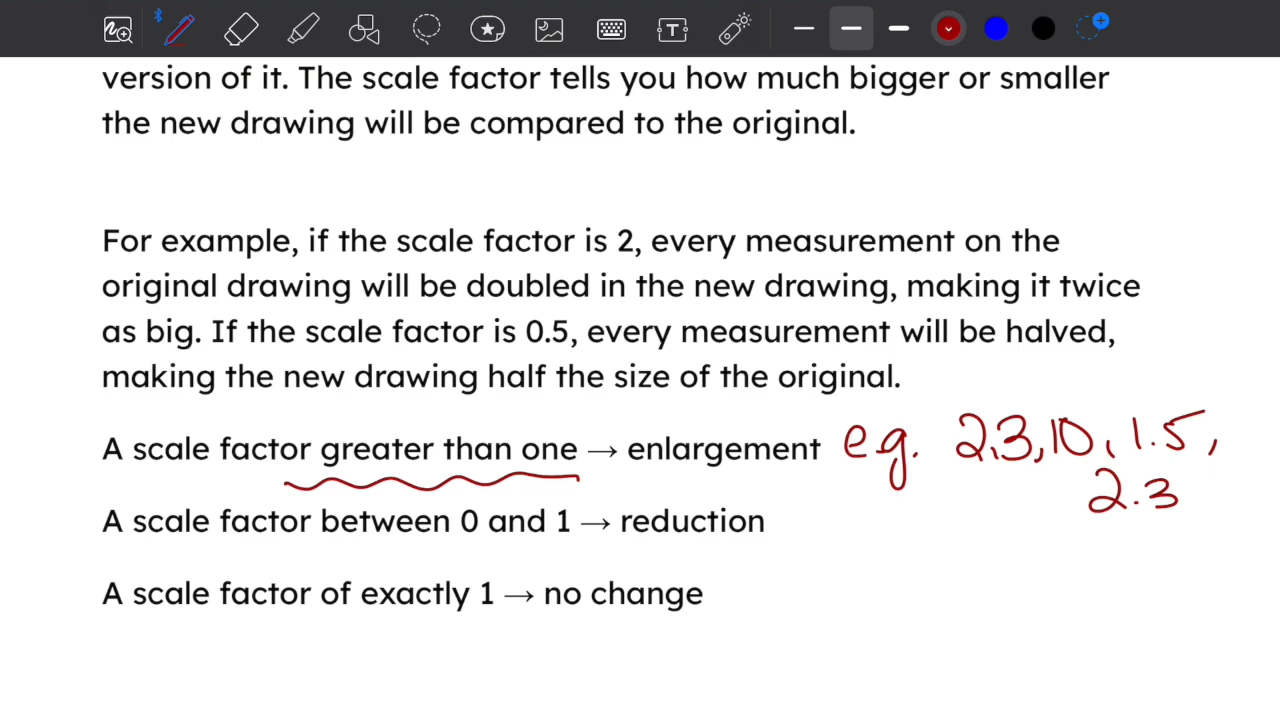 version of it. The scale factor tells you how much bigger or smaller
the new drawing will be compared to the original.
For example, if the scale factor is 2, every measurement on the
original drawing will be doubled in the new drawing, making it twice
as big. If the scale factor is 0.5, every measurement will be halved,
making the new drawing half the size of the original.
A scale factor greater than one → enlargement eg. 2,3,10,1.5,
2.3
A scale factor between 0 and 1 → reduction
A scale factor of exactly 1 → no change